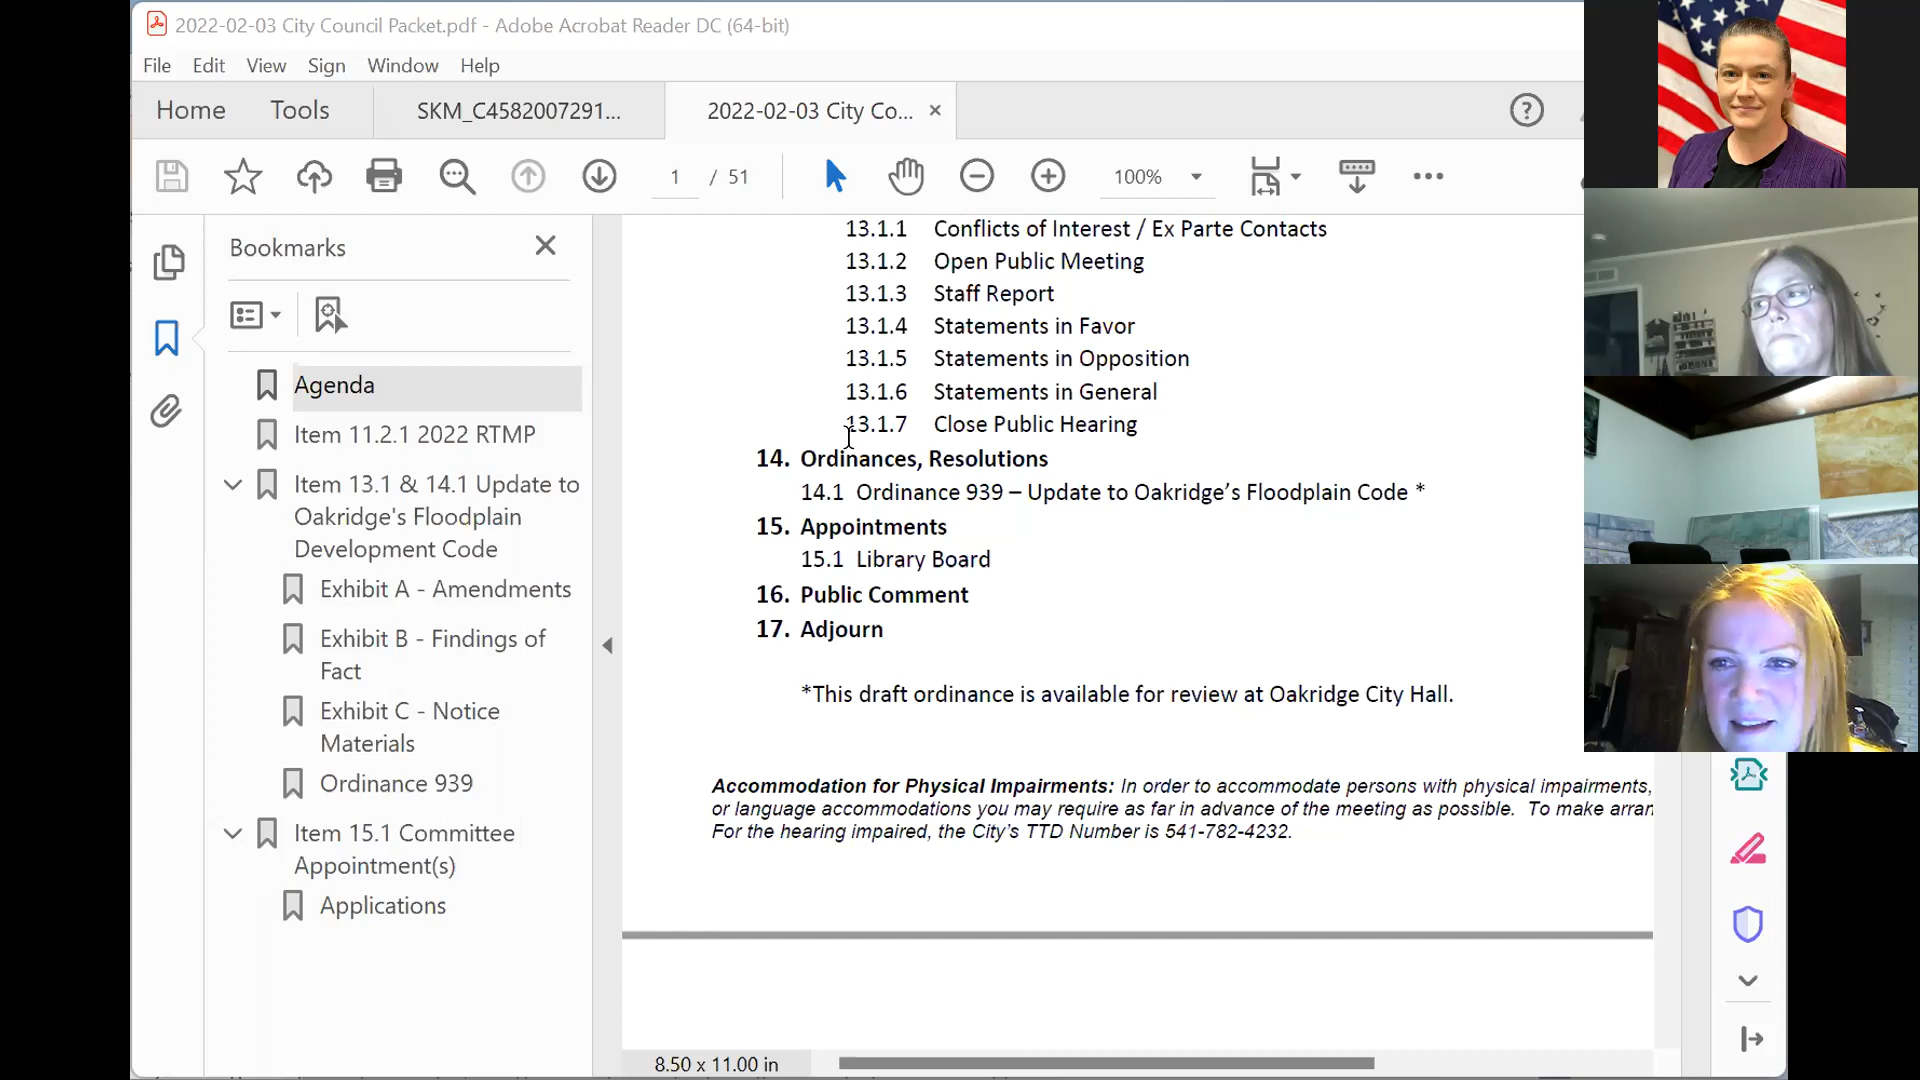 2022-02-03 City Council Packet.pdf - Adobe Acrobat Reader DC (64-bit)
File Edit View Sign Window Help
Home Tools SKM_C4582007291... 2022-02-03 City Co... ×
1 / 51 100%
Bookmarks
Agenda
Item 11.2.1 2022 RTMP
Item 13.1 & 14.1 Update to
Oakridge's Floodplain
Development Code
Exhibit A - Amendments
Exhibit B - Findings of
Fact
Exhibit C - Notice
Materials
Ordinance 939
Item 15.1 Committee
Appointment(s)
Applications
13.1.1 Conflicts of Interest / Ex Parte Contacts
13.1.2 Open Public Meeting
13.1.3 Staff Report
13.1.4 Statements in Favor
13.1.5 Statements in Opposition
13.1.6 Statements in General
13.1.7 Close Public Hearing
14. Ordinances, Resolutions
14.1 Ordinance 939 – Update to Oakridge’s Floodplain Code *
15. Appointments
15.1 Library Board
16. Public Comment
17. Adjourn
*This draft ordinance is available for review at Oakridge City Hall.
Accommodation for Physical Impairments: In order to accommodate persons with physical impairments,
or language accommodations you may require as far in advance of the meeting as possible. To make arran
For the hearing impaired, the City’s TTD Number is 541-782-4232.
8.50 x 11.00 in